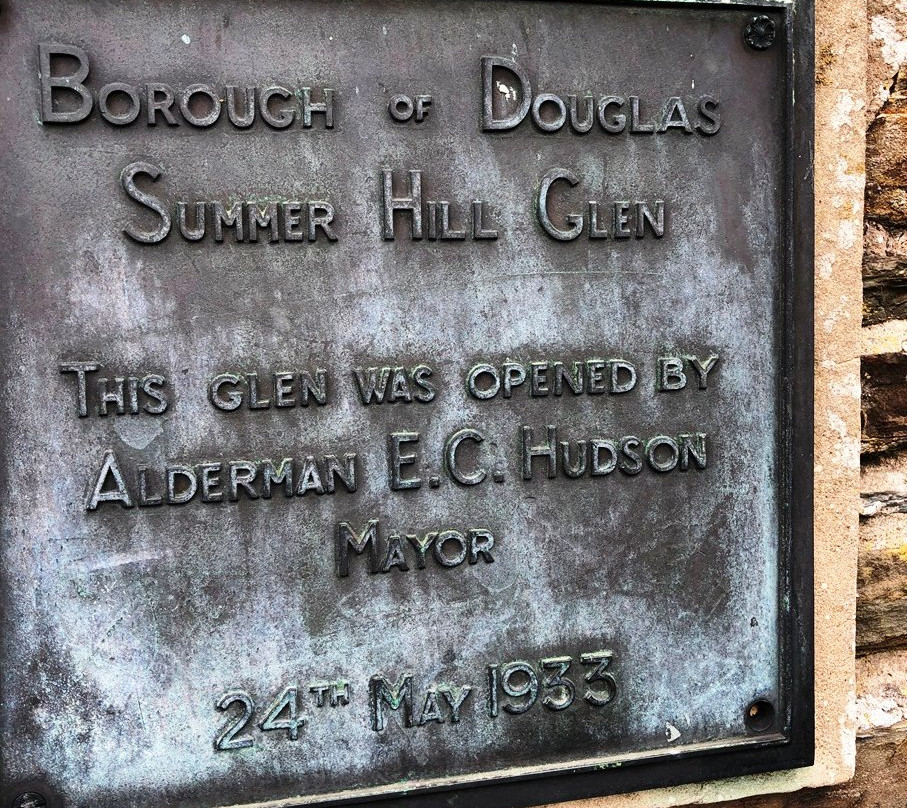 Borough of Douglas
Summer Hill Glen
This glen was opened by
Alderman E.C. Hudson
Mayor
24th May 1933